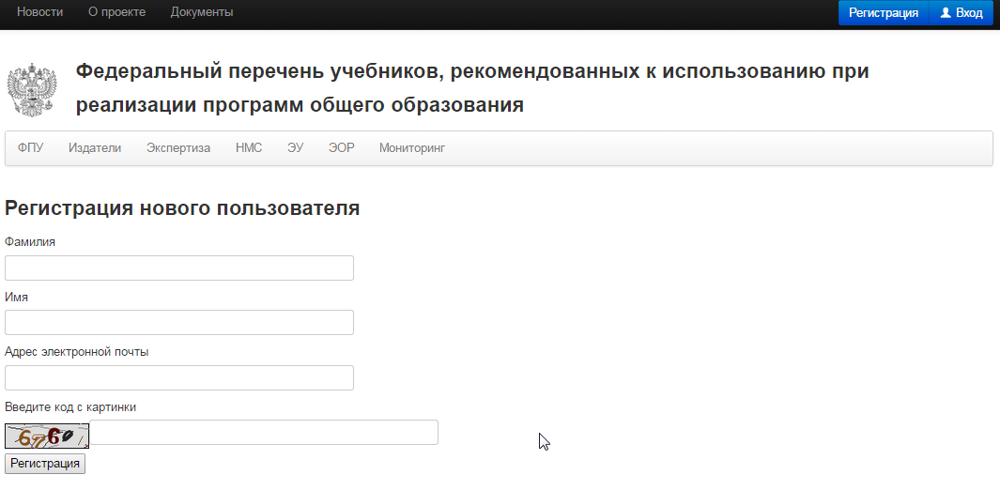 Новости О проекте Документы Регистрация Вход
Федеральный перечень учебников, рекомендованных к использованию при
реализации программ общего образования
ФПУ Издатели Экспертиза НМС ЭУ ЭОР Мониторинг
Регистрация нового пользователя
Фамилия
Имя
Адрес электронной почты
Введите код с картинки
Регистрация